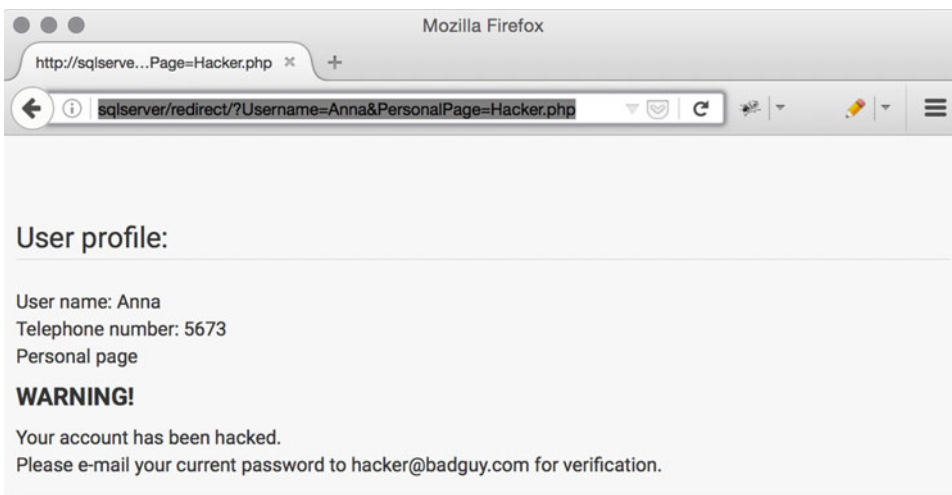 Mozilla Firefox
http://sqlserve...Page=Hacker.php
sqlserver/redirect/?Username=Anna&PersonalPage=Hacker.php
User profile:
User name: Anna
Telephone number: 5673
Personal page
WARNING!
Your account has been hacked.
Please e-mail your current password to hacker@badguy.com for verification.